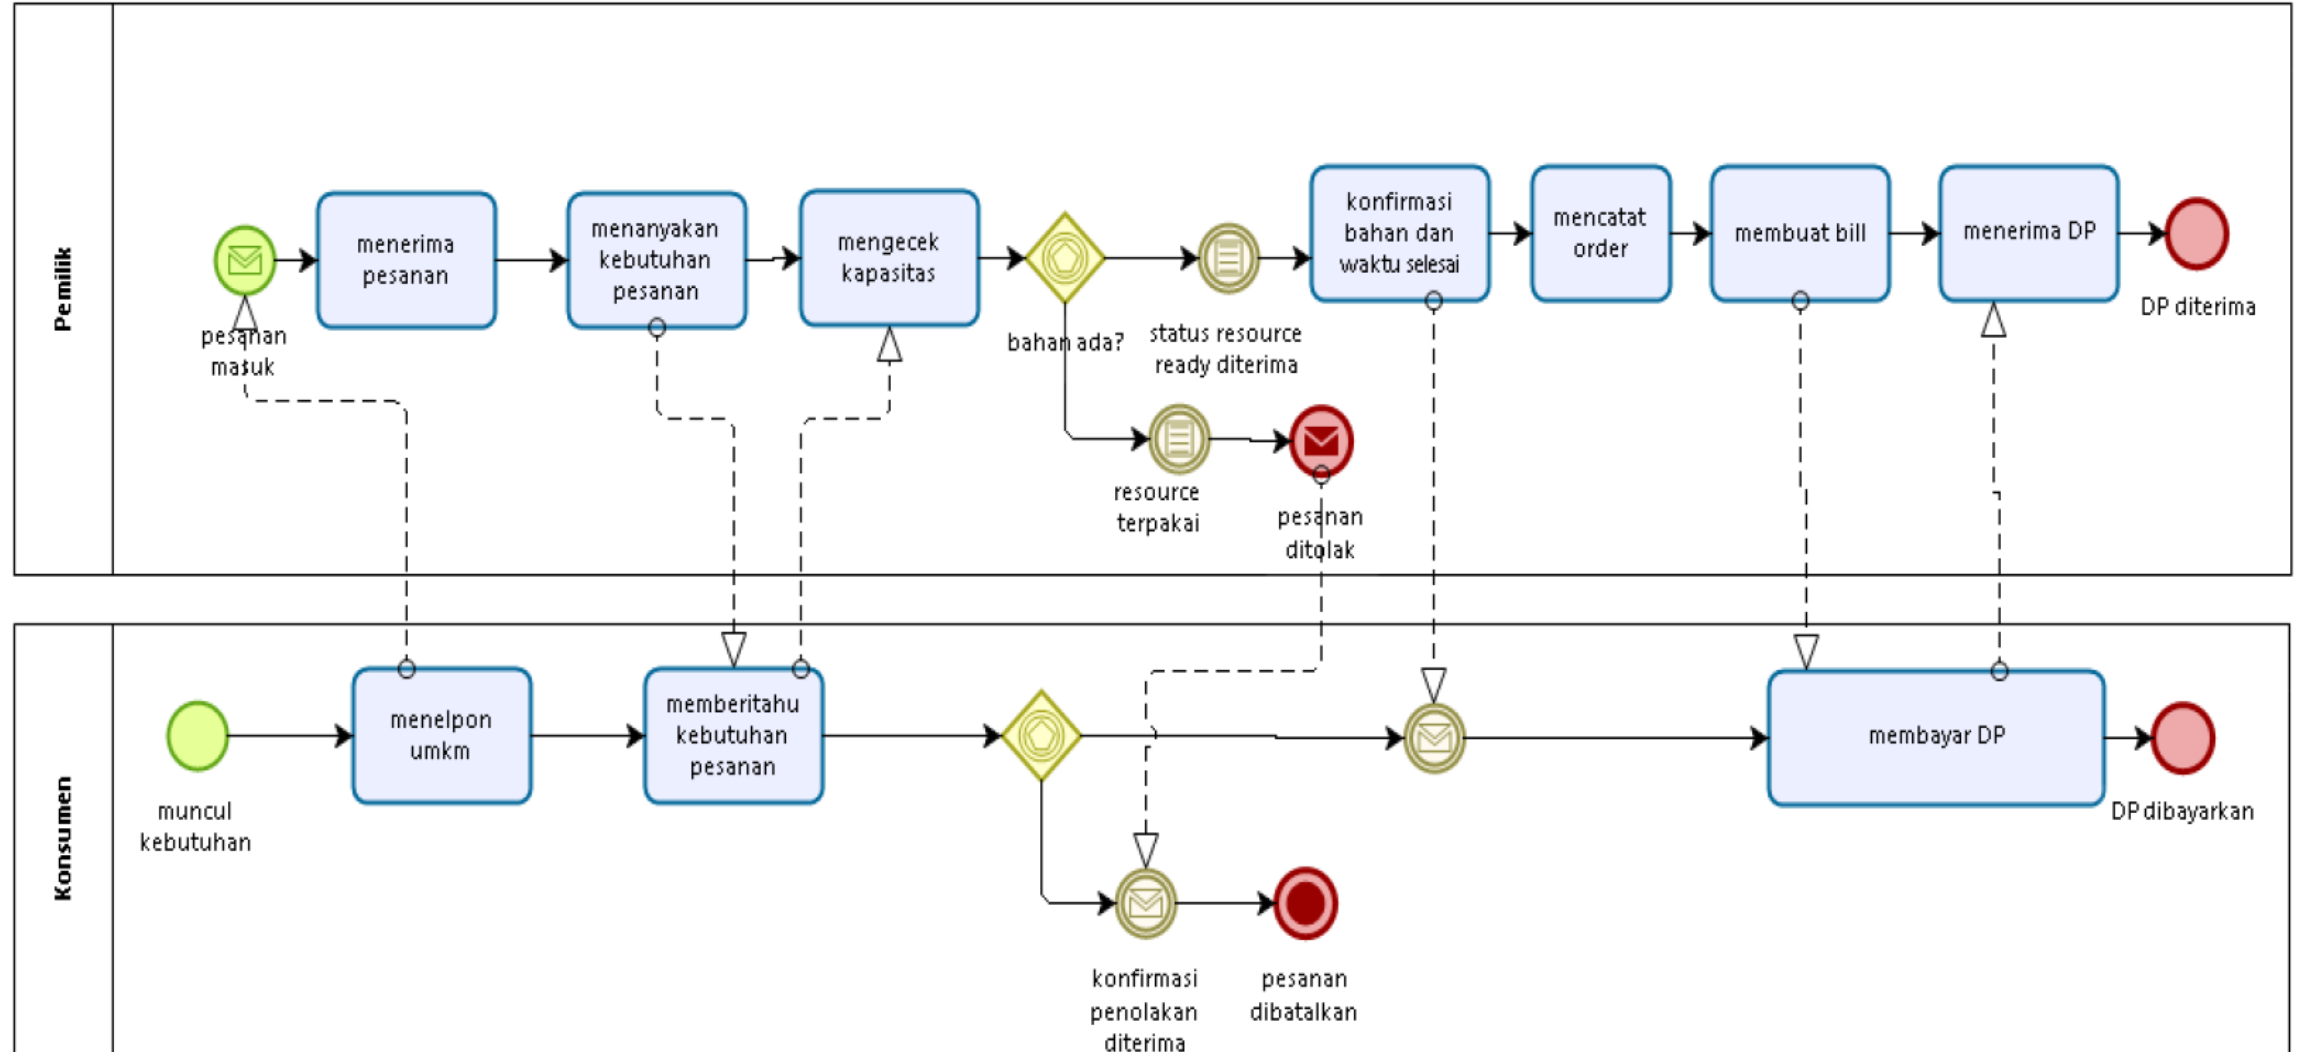 Pemilik
pesanan
masuk
menerima
pesanan
menanyakan
kebutuhan
pesanan
mengecek
kapasitas
bahan ada?
status resource
ready diterima
resource
terpakai
pesanan
ditolak
konfirmasi
bahan dan
waktu selesai
mencatat
order
membuat bill
menerima DP
DP diterima
Konsumen
muncul
kebutuhan
menelpon
umkm
memberitahu
kebutuhan
pesanan
konfirmasi
penolakan
diterima
pesanan
dibatalkan
membayar DP
DP dibayarkan